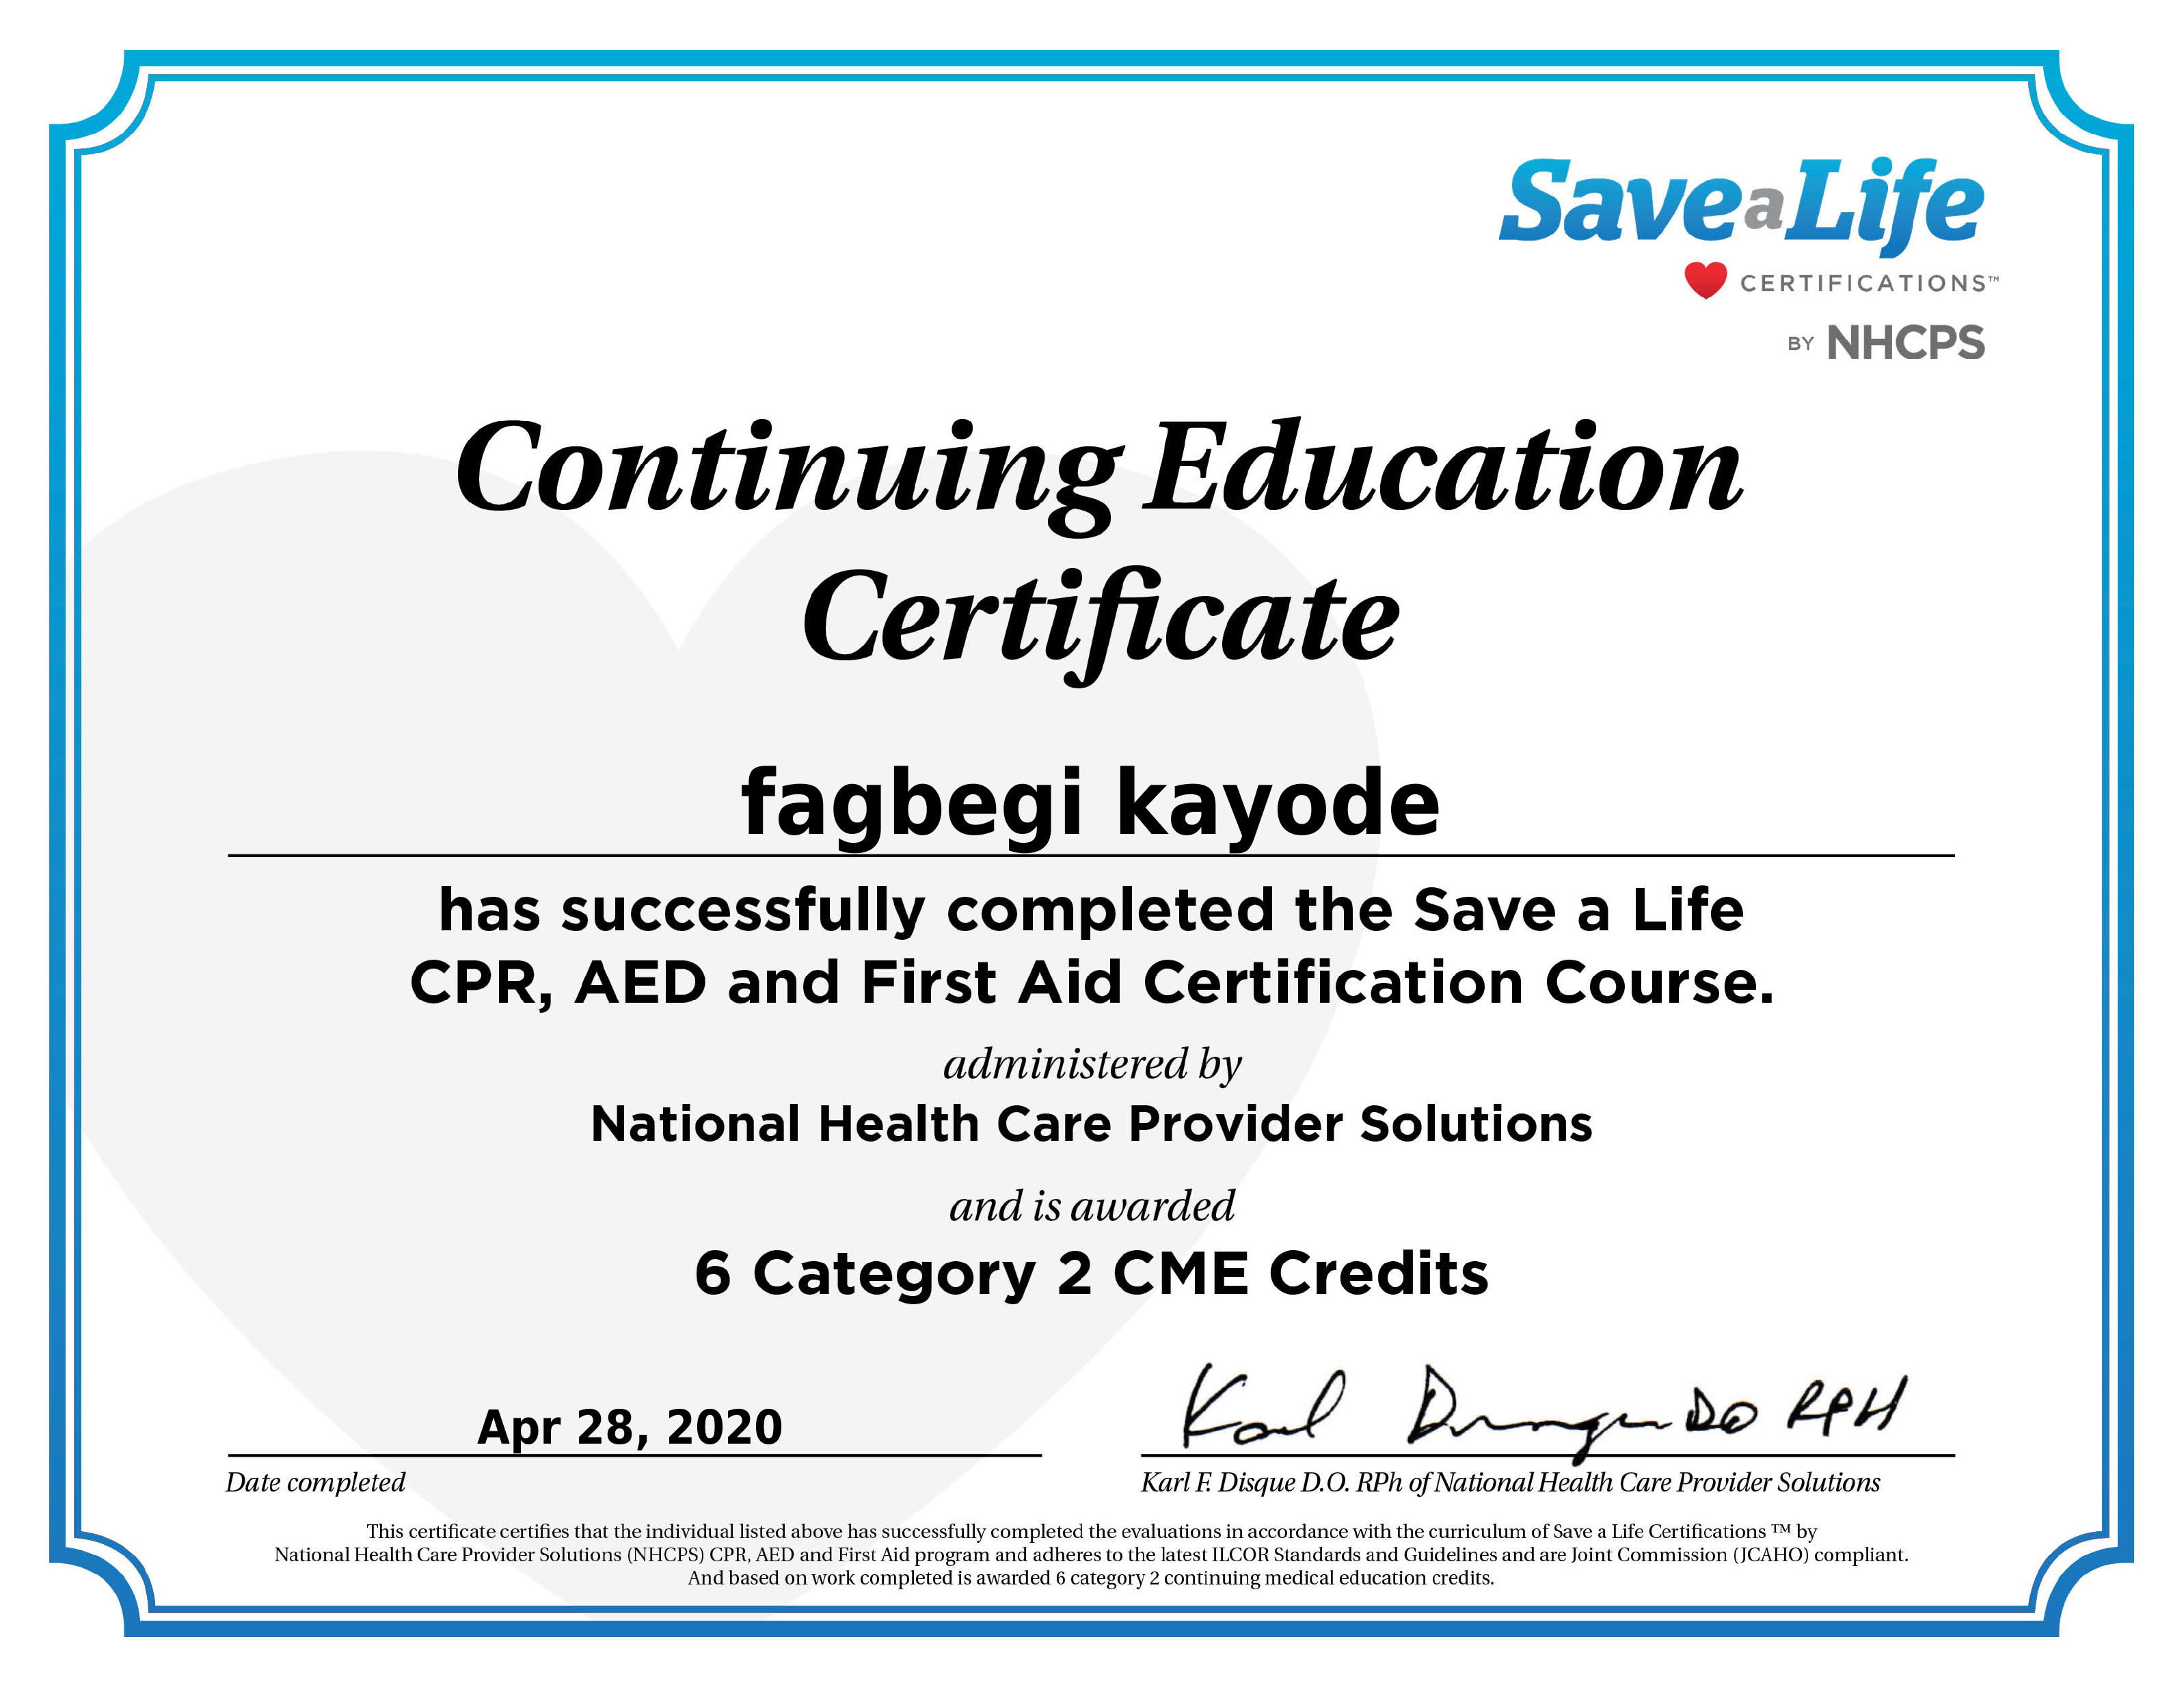 Save a Life
CERTIFICATIONS™
BY NHCPS
Continuing Education
Certificate
fagbegi kayode
has successfully completed the Save a Life
CPR, AED and First Aid Certification Course.
administered by
National Health Care Provider Solutions
and is awarded
6 Category 2 CME Credits
Apr 28, 2020
Karl Disque DO RPH
Date completed
Karl F. Disque D.O. RPh of National Health Care Provider Solutions
This certificate certifies that the individual listed above has successfully completed the evaluations in accordance with the curriculum of Save a Life Certifications ™ by
National Health Care Provider Solutions (NHCPS) CPR, AED and First Aid program and adheres to the latest ILCOR Standards and Guidelines and are Joint Commission (JCAHO) compliant.
And based on work completed is awarded 6 category 2 continuing medical education credits.